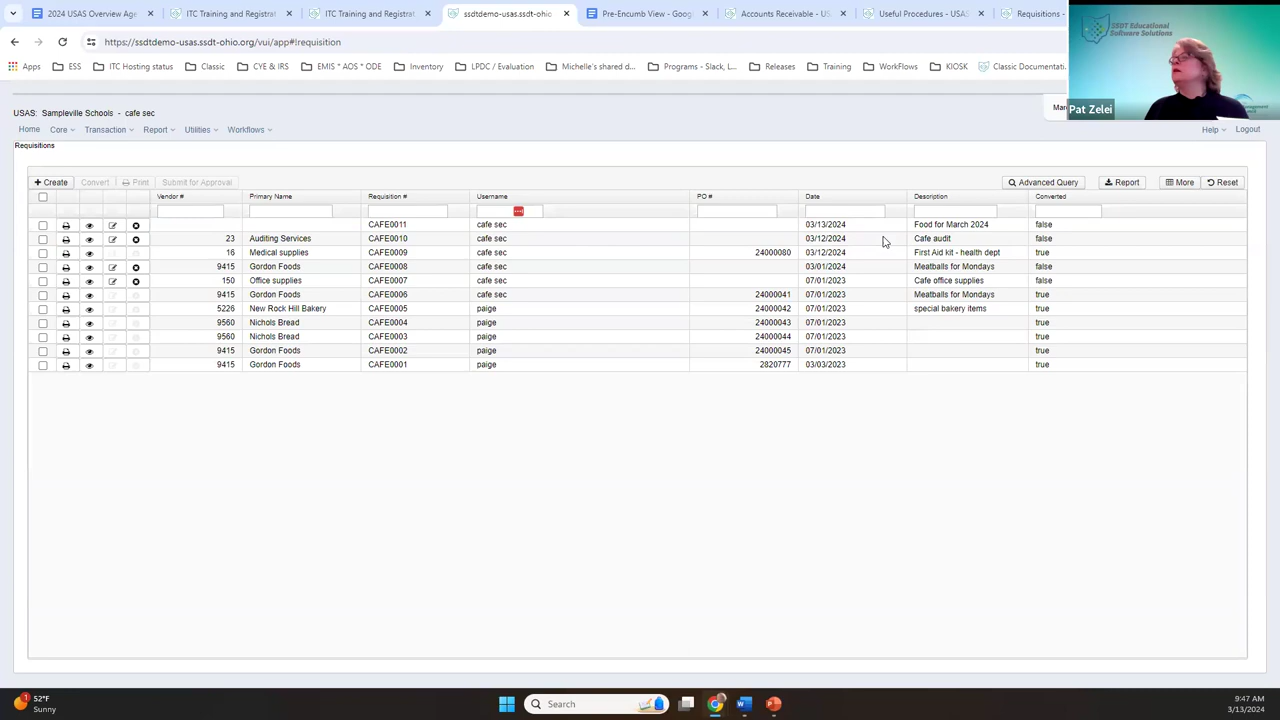 2024 USAS Overview Age
ITC Training and Registrat
ITC Training and Registrat
ssdtdemo-usas.ssdt-ohio
Pre-Encumb View - Goog
Accounts Receivable - US
Useful Procedures - USAS
Requisitions -
https://ssdtdemo-usas.ssdt-ohio.org/vui/app#!requisition
Apps ESS ITC Hosting status Classic CYE & IRS EMIS * AOS * ODE Inventory LPDC / Evaluation Michelle's shared d... Programs - Slack, L... Releases Training WorkFlows KIOSK Classic Documentati...
SSDT Educational
Software Solutions
Pat Zelei
USAS: Sampleville Schools - cafe sec
Home Core Transaction Report Utilities Workflows Help Logout
Requisitions
Create Convert Print Submit for Approval Advanced Query Report More Reset
Vendor # Primary Name Requisition # Username PO # Date Description Converted
CAFE0011 cafe sec 03/13/2024 Food for March 2024 false
23 Auditing Services CAFE0010 cafe sec 03/12/2024 Cafe audit false
16 Medical supplies CAFE0009 cafe sec 24000080 03/12/2024 First Aid kit - health dept true
9415 Gordon Foods CAFE0008 cafe sec 03/01/2024 Meatballs for Mondays false
150 Office supplies CAFE0007 cafe sec 07/01/2023 Cafe office supplies false
9415 Gordon Foods CAFE0006 cafe sec 24000041 07/01/2023 Meatballs for Mondays true
5226 New Rock Hill Bakery CAFE0005 paige 24000042 07/01/2023 special bakery items true
9560 Nichols Bread CAFE0004 paige 24000043 07/01/2023 true
9560 Nichols Bread CAFE0003 paige 24000044 07/01/2023 true
9415 Gordon Foods CAFE0002 paige 24000045 07/01/2023 true
9415 Gordon Foods CAFE0001 paige 2820777 03/03/2023 true
1
52°F
Sunny
Search
9:47 AM
3/13/2024